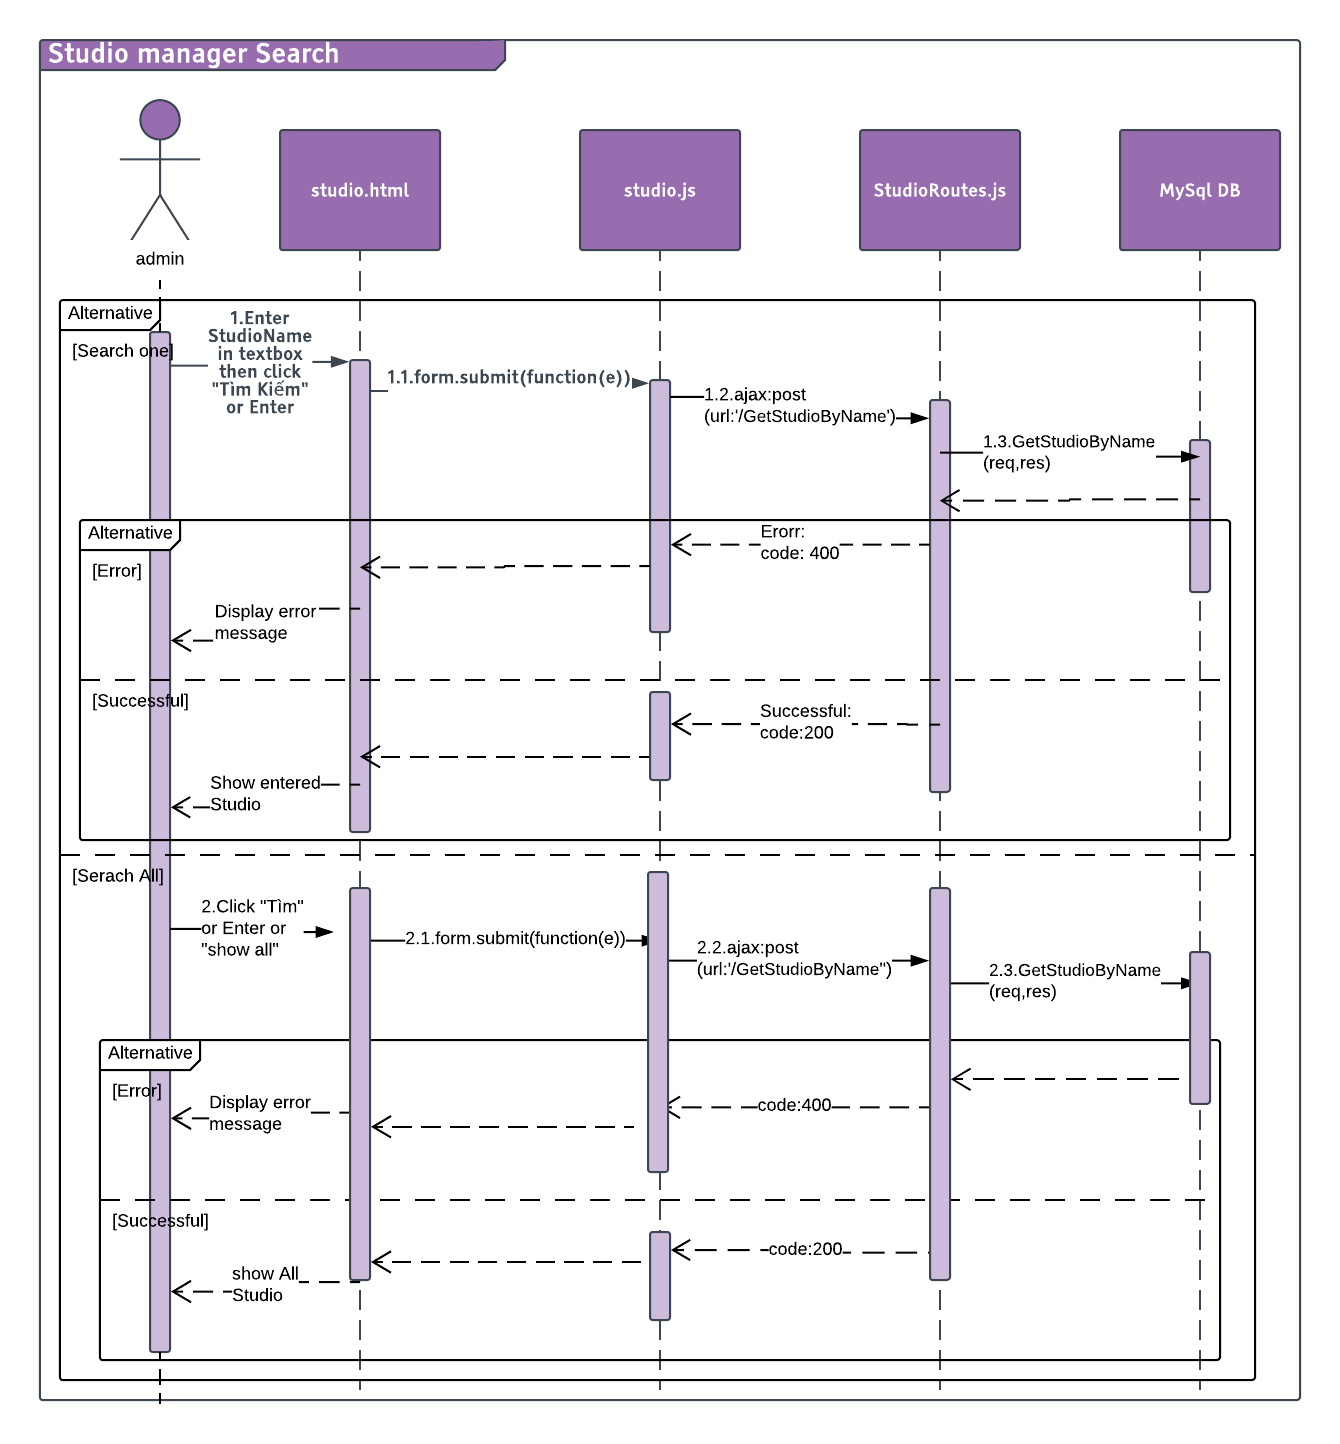 Studio manager Search
studio.html
studio.js
StudioRoutes.js
MySql DB
admin
Alternative
[Search one]
1.Enter
StudioName
in textbox
then click
"Tìm Kiếm"
or Enter
1.1.form.submit(function(e))
1.2.ajax:post
(url:'/GetStudioByName')
1.3.GetStudioByName
(req,res)
Alternative
[Error]
Erorr:
code: 400
Display error
message
[Successful]
Successful:
code:200
Show entered
Studio
[Serach All]
2.Click "Tìm"
or Enter or
"show all"
2.1.form.submit(function(e))
2.2.ajax:post
(url:'/GetStudioByName")
2.3.GetStudioByName
(req,res)
Alternative
[Error]
Display error
message
code:400
[Successful]
code:200
show All
Studio